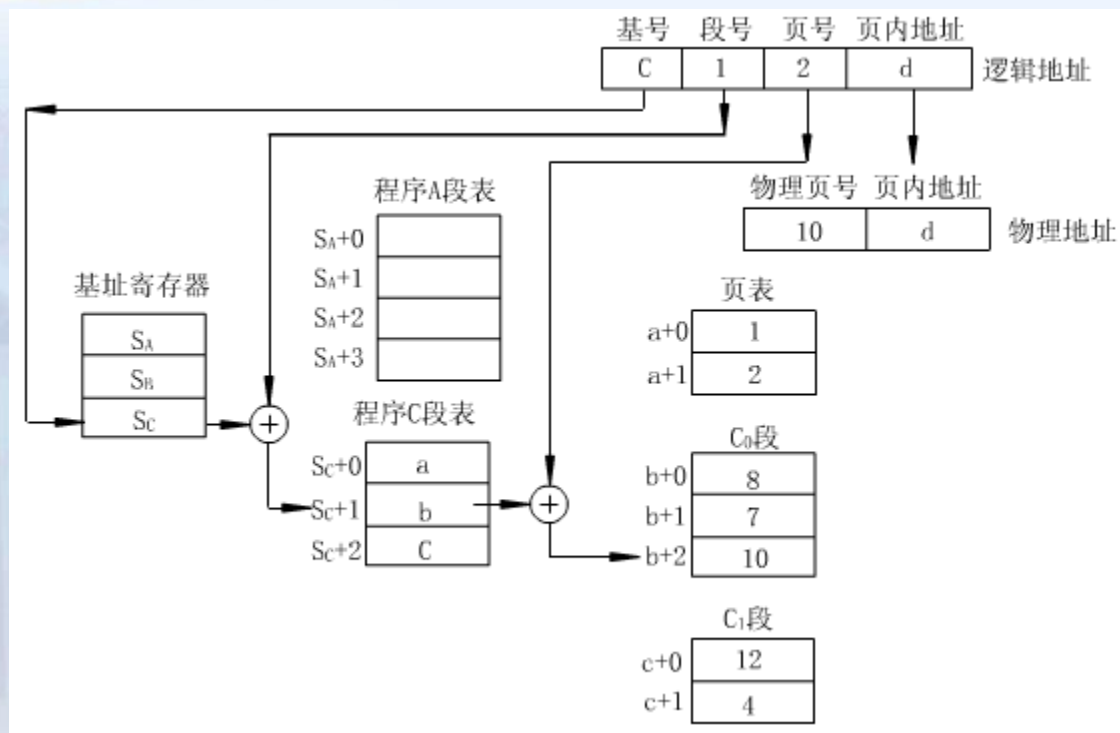 基号 段号 页号 页内地址
C 1 2 d 逻辑地址
物理页号 页内地址
10 d 物理地址
程序A段表
SA+0
SA+1
SA+2
SA+3
基址寄存器
SA
SB
SC
程序C段表
SC+0 a
SC+1 b
SC+2 C
页表
a+0 1
a+1 2
C0段
b+0 8
b+1 7
b+2 10
C1段
c+0 12
c+1 4